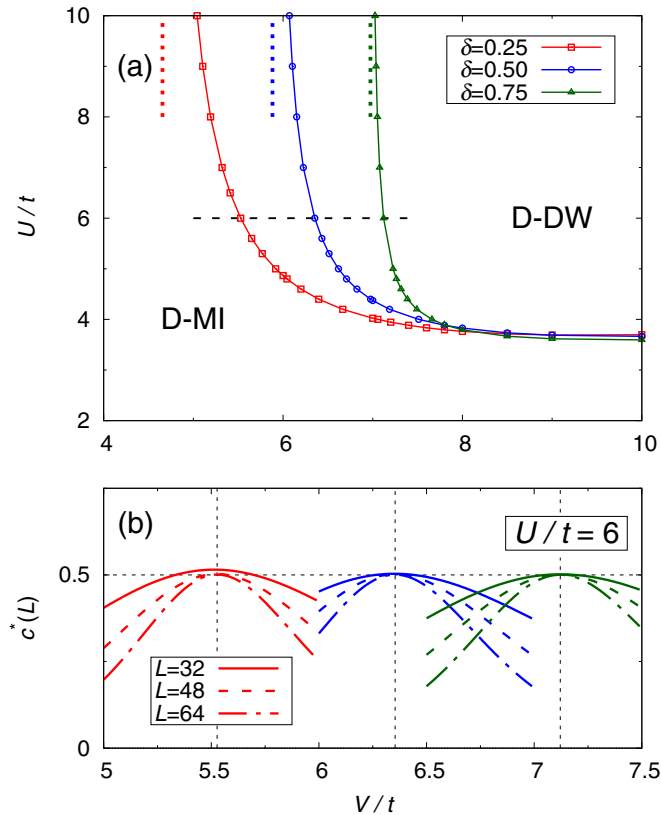 10
8
6
4
2
U / t
(a)
δ=0.25
δ=0.50
δ=0.75
D-DW
D-MI
4
6
8
10
(b)
U / t = 6
0.5
0
c*(L)
L=32
L=48
L=64
5
5.5
6
6.5
7
7.5
V / t